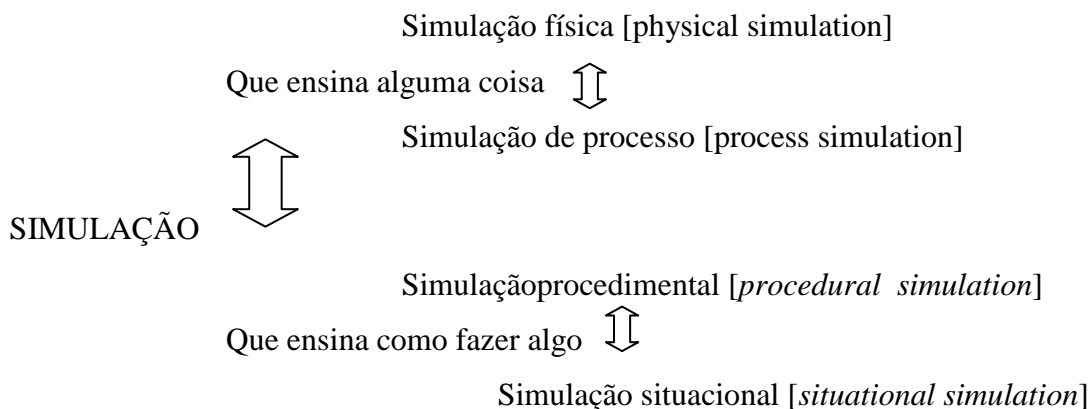 Simulação física [physical simulation]
Que ensina alguma coisa
Simulação de processo [process simulation]
SIMULAÇÃO
Simulaçãoprocedimental [procedural simulation]
Que ensina como fazer algo
Simulação situacional [situational simulation]